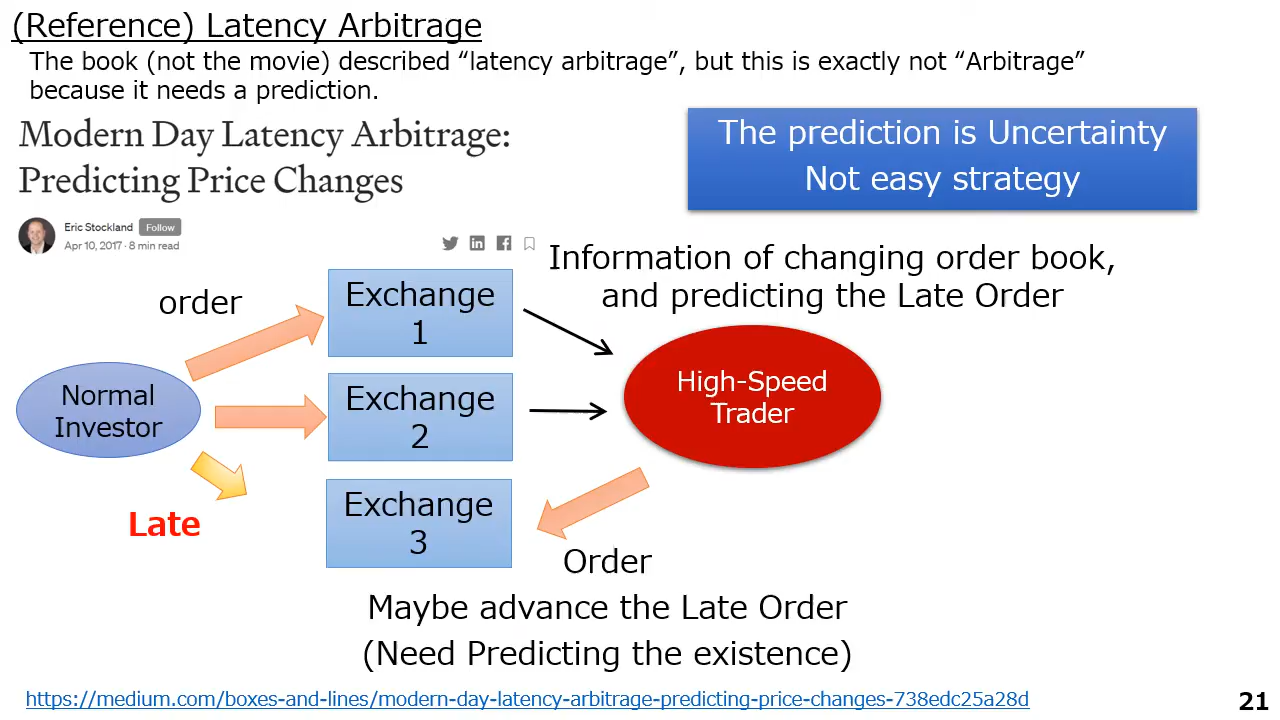 (Reference) Latency Arbitrage
The book (not the movie) described “latency arbitrage”, but this is exactly not “Arbitrage”
because it needs a prediction.
Modern Day Latency Arbitrage:
Predicting Price Changes
Eric Stockland Follow
Apr 10, 2017 · 8 min read
The prediction is Uncertainty
Not easy strategy
Information of changing order book,
and predicting the Late Order
order
Exchange
1
Normal
Investor
Exchange
2
High-Speed
Trader
Late
Exchange
3
Order
Maybe advance the Late Order
(Need Predicting the existence)
https://medium.com/boxes-and-lines/modern-day-latency-arbitrage-predicting-price-changes-738edc25a28d
21